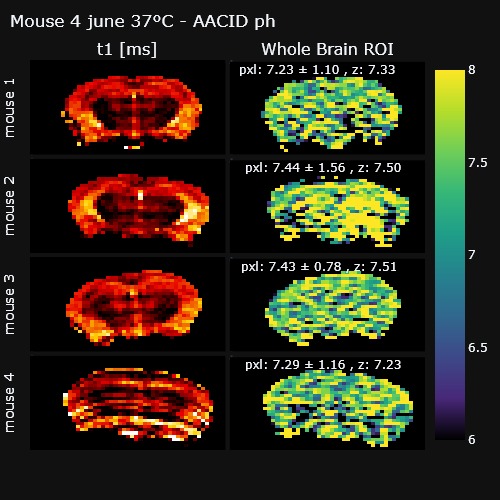 Mouse 4 june 37°C - AACID ph
t1 [ms]
Whole Brain ROI
mouse 1
pxl: 7.23 ± 1.10 , z: 7.33
mouse 2
pxl: 7.44 ± 1.56 , z: 7.50
mouse 3
pxl: 7.43 ± 0.78 , z: 7.51
mouse 4
pxl: 7.29 ± 1.16 , z: 7.23
8
7.5
7
6.5
6